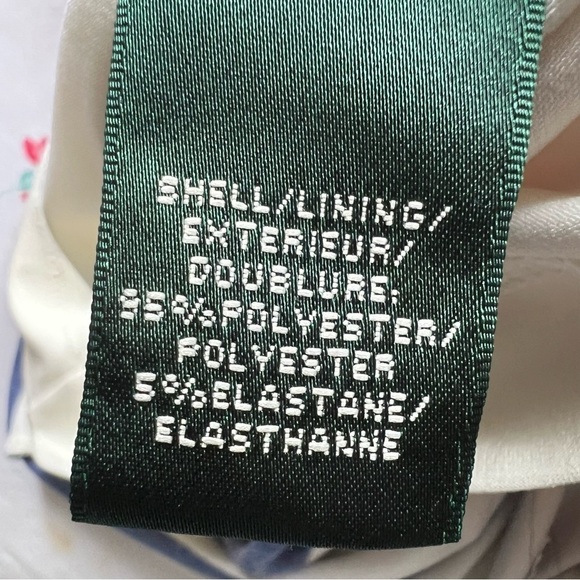 SHELL/LINING/
EXTERIEUR/
DOUBLURE:
95%POLYESTER/
POLYESTER
5%ELASTANE/
ELASTHANNE